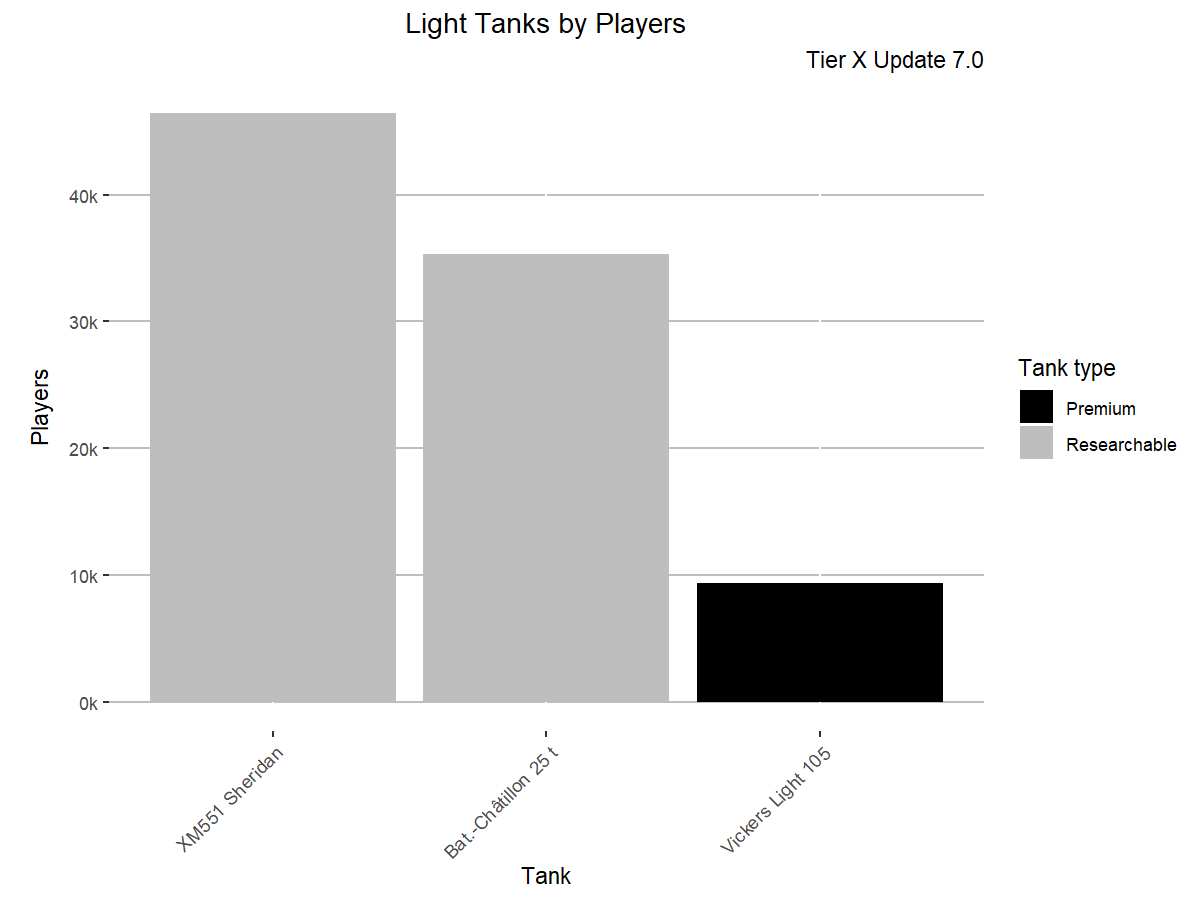 Light Tanks by Players
Tier X Update 7.0
Players
40k
30k
20k
10k
0k
XM551 Sheridan
Bat.-Châtillon 25 t
Vickers Light 105
Tank
Tank type
Premium
Researchable